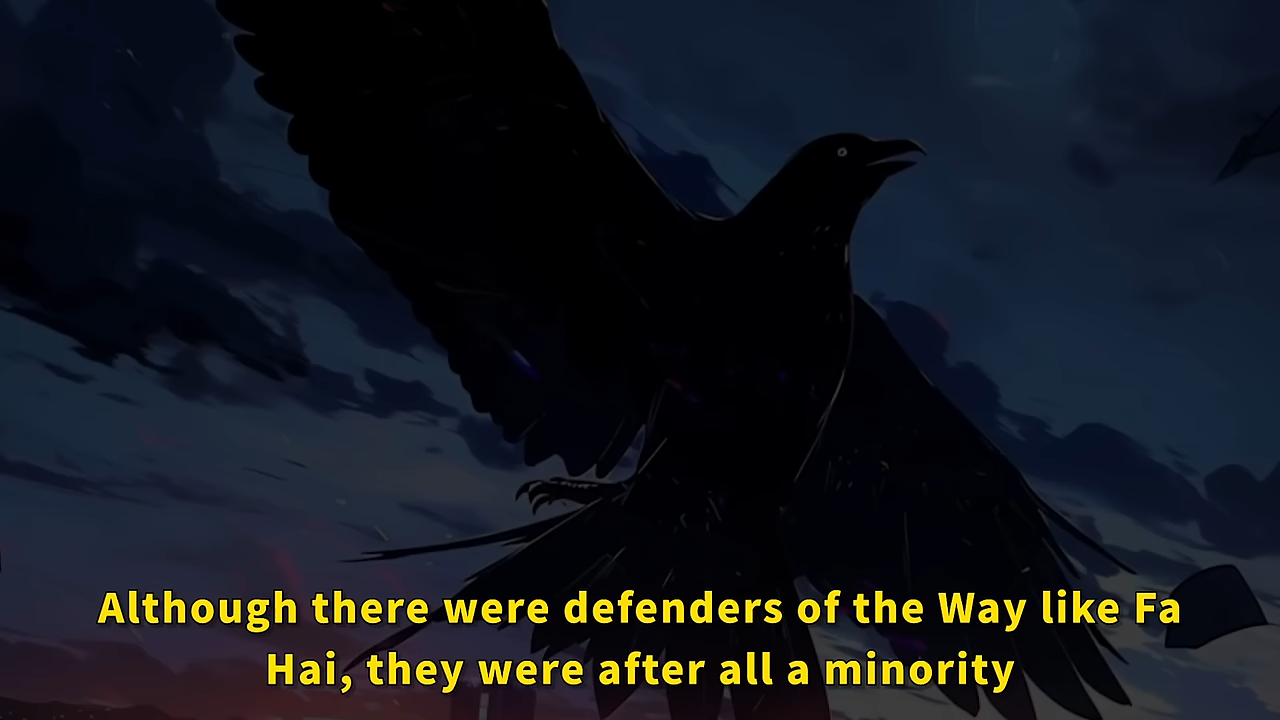 Although there were defenders of the Way like Fa
Hai, they were after all a minority